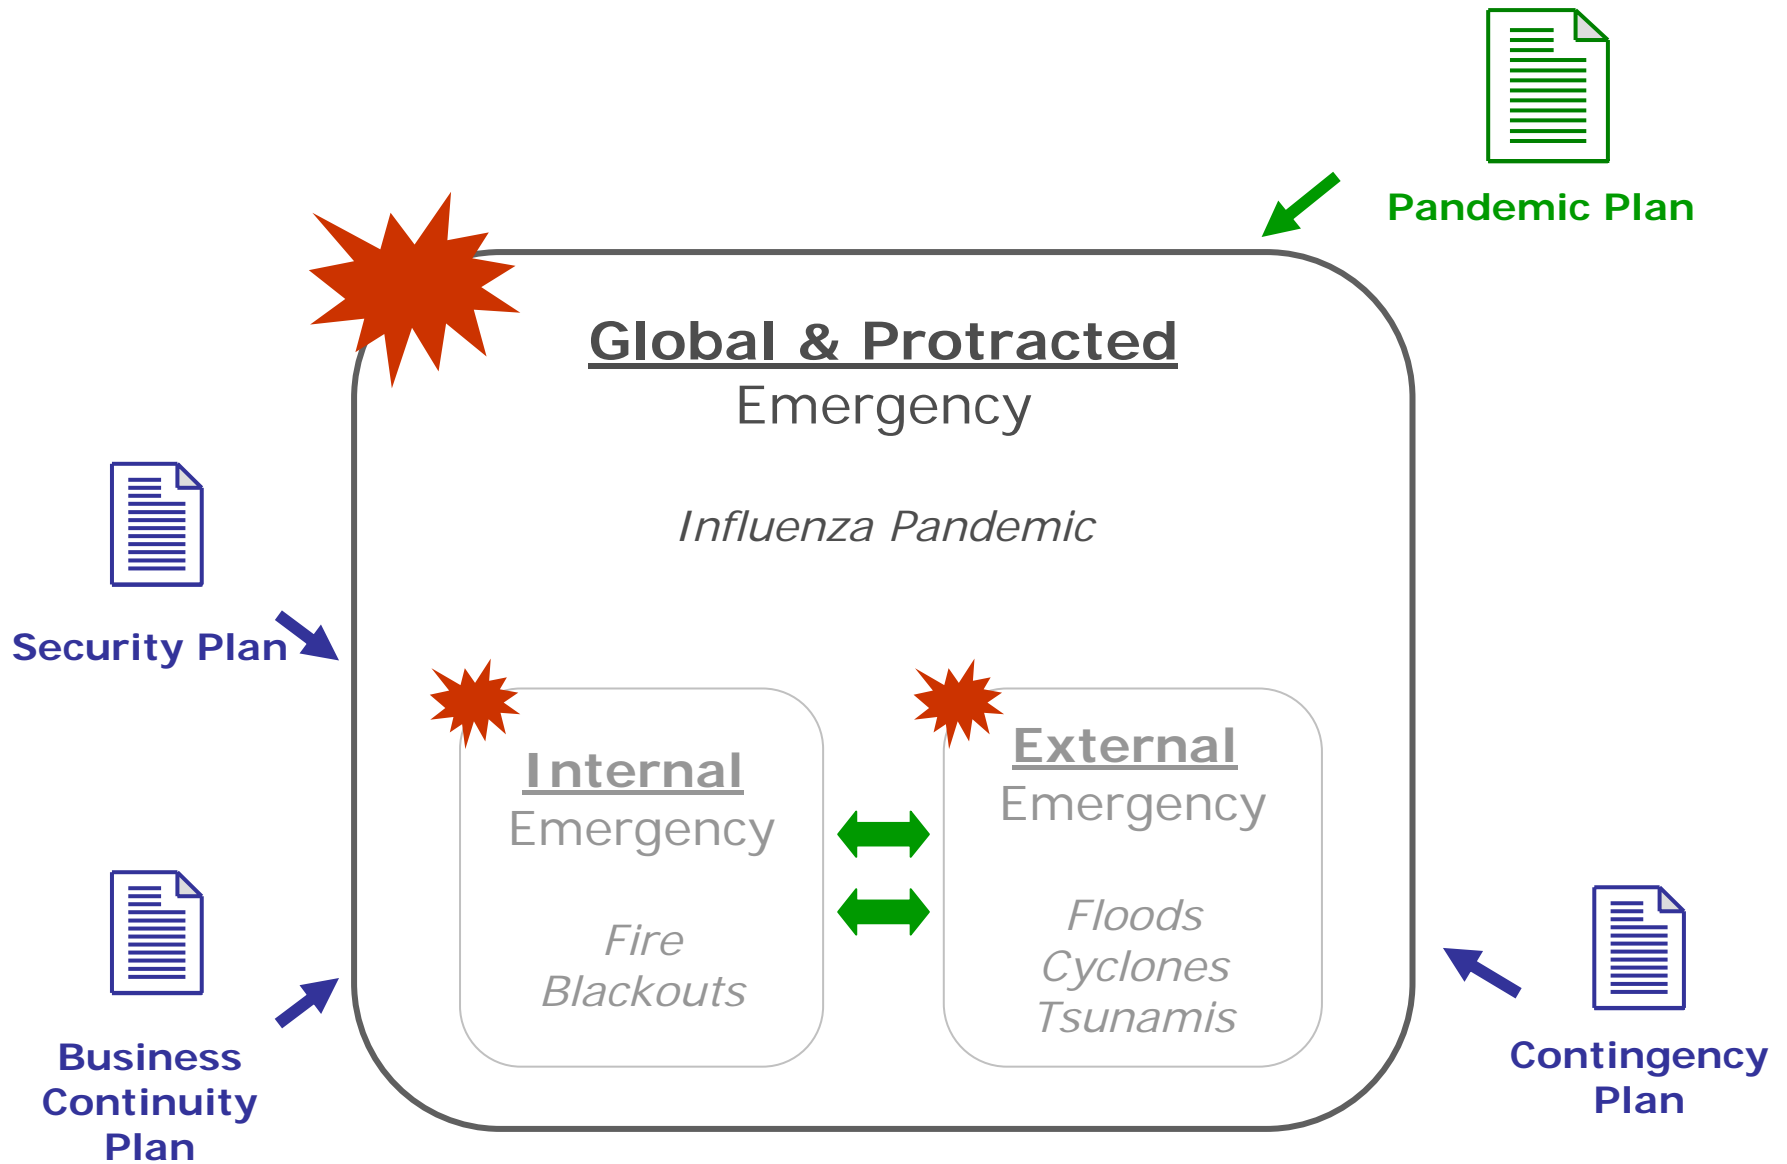 Pandemic Plan
Global & Protracted
Emergency
Influenza Pandemic
Security Plan
Internal
Emergency
Fire
Blackouts
External
Emergency
Floods
Cyclones
Tsunamis
Business
Continuity
Plan
Contingency
Plan